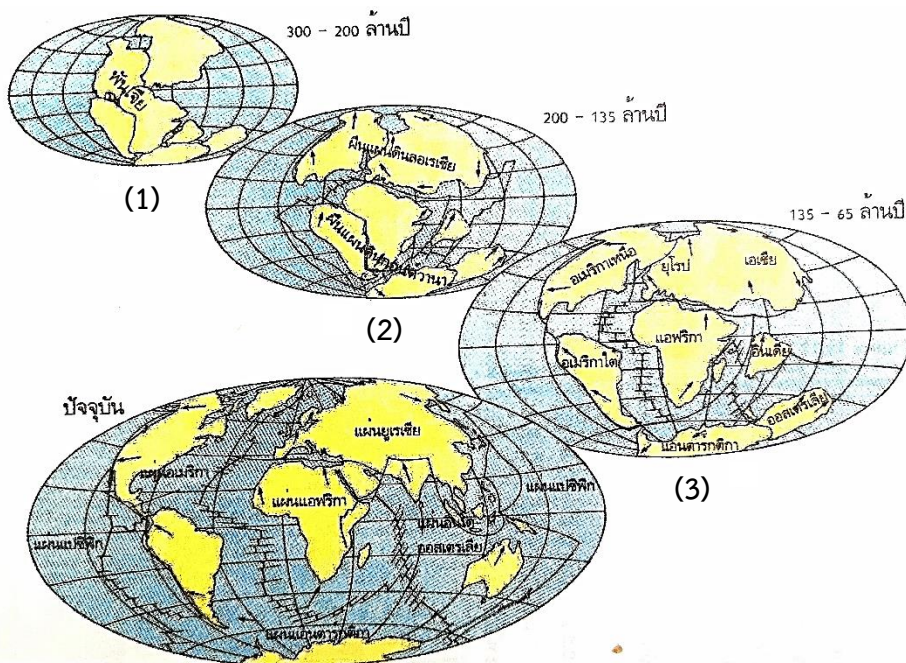 300 - 200 ล้านปี
พันเจีย
(1)
200 - 135 ล้านปี
ผืนแผ่นดินลอเรเซีย
ผืนแผ่นดินกอนด์วานา
(2)
135 - 65 ล้านปี
อเมริกาเหนือ
ยุโรป
เอเซีย
แอฟริกา
อเมริกาใต้
อินเดีย
ออสเตรเลีย
แอนตาร์กติกา
(3)
ปัจจุบัน
แผ่นยูเรเซีย
แผ่นอเมริกา
แผ่นแอฟริกา
แผ่นแปซิฟิก
แผ่นแปซิฟิก
แผ่นอินโด
ออสเตรเลีย
แผ่นแอนตาร์กติกา